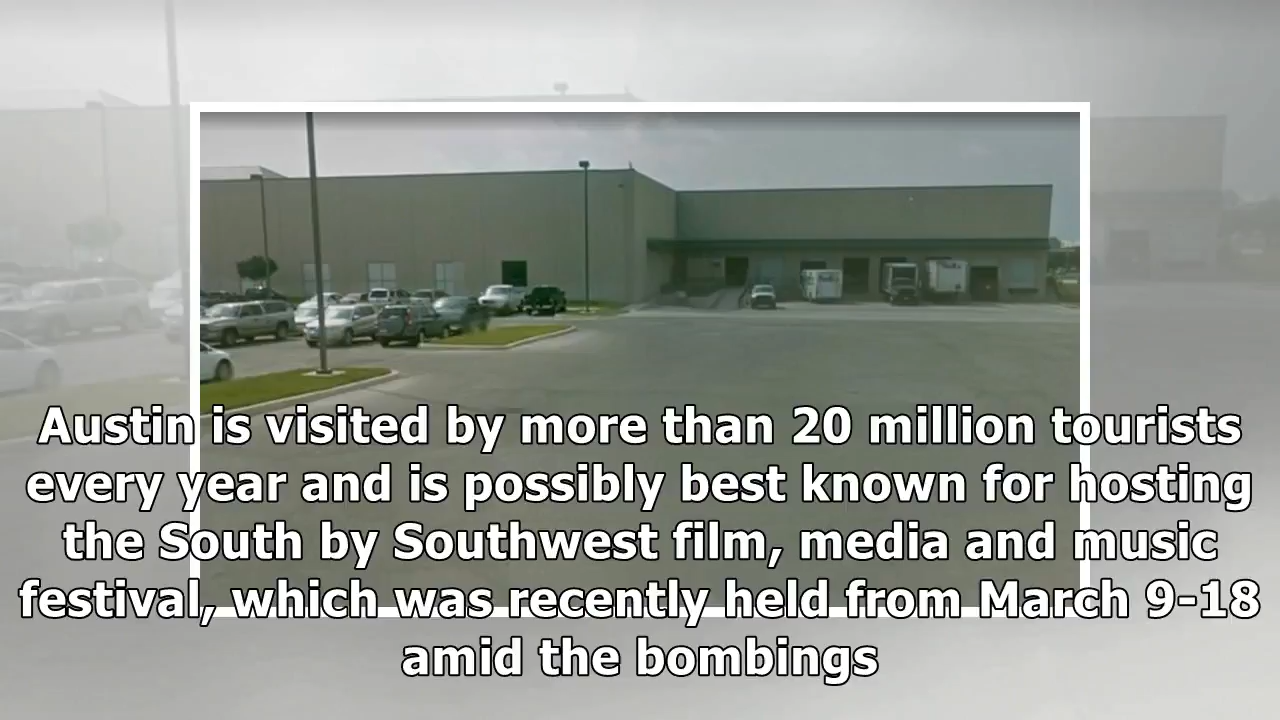 Austin is visited by more than 20 million tourists
every year and is possibly best known for hosting
the South by Southwest film, media and music
festival, which was recently held from March 9-18
amid the bombings